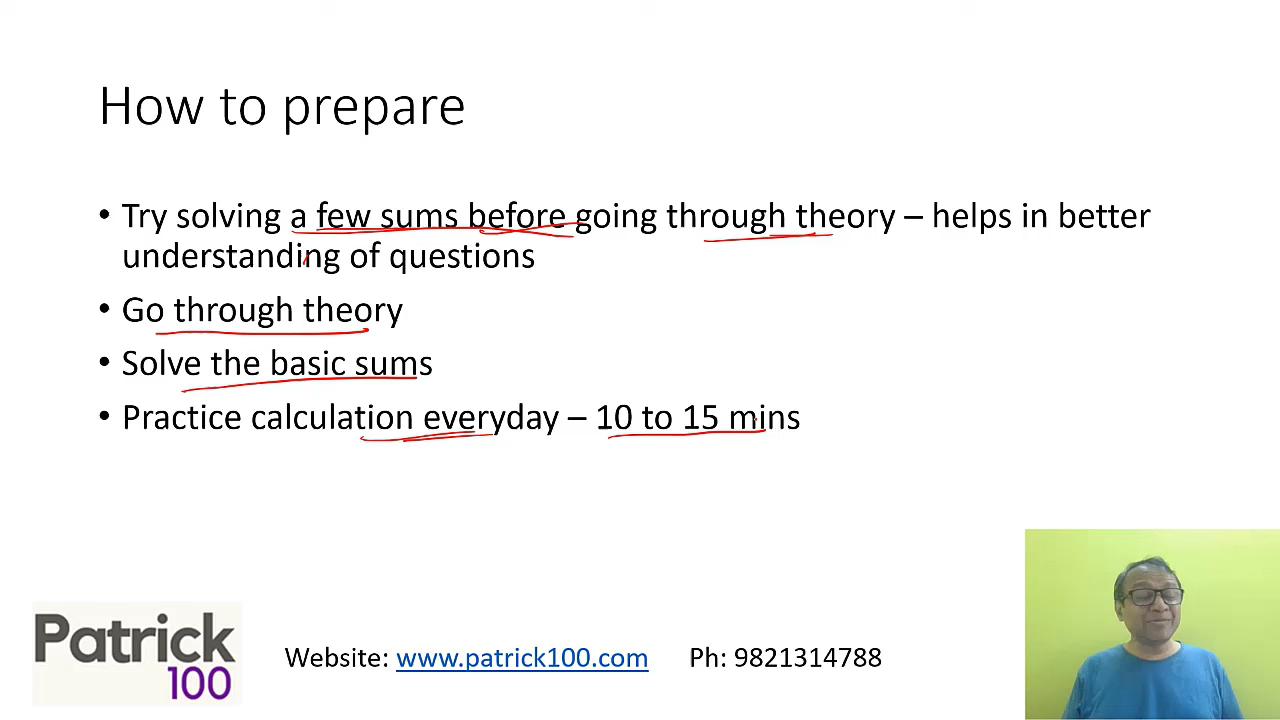 How to prepare
• Try solving a few sums before going through theory – helps in better
understanding of questions
• Go through theory
• Solve the basic sums
• Practice calculation everyday – 10 to 15 mins
Patrick
100
Website: www.patrick100.com Ph: 9821314788